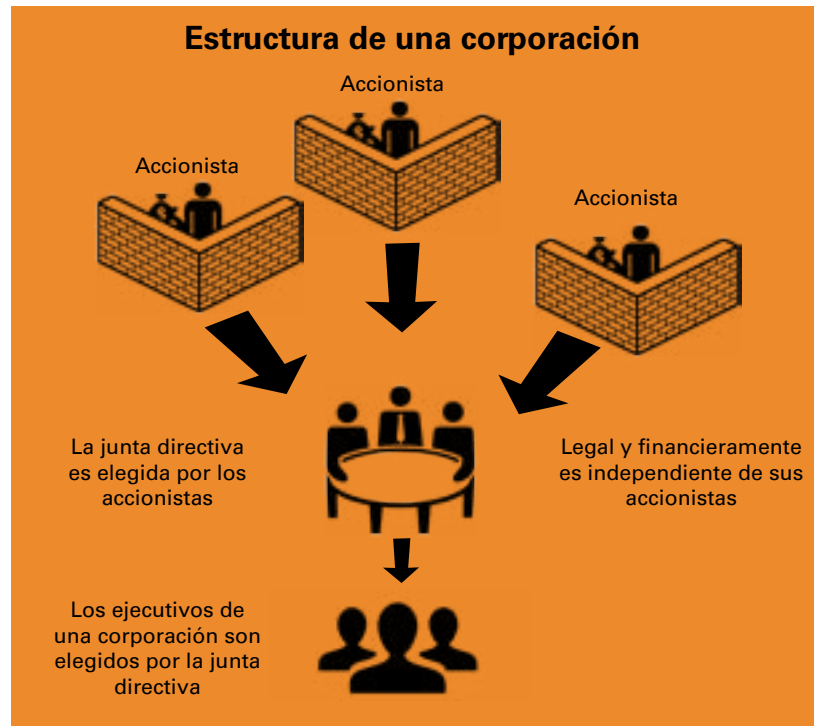 Estructura de una corporación
Accionista
Accionista
Accionista
La junta directiva
es elegida por los
accionistas
Legal y financieramente
es independiente de sus
accionistas
Los ejecutivos de
una corporación son
elegidos por la junta
directiva